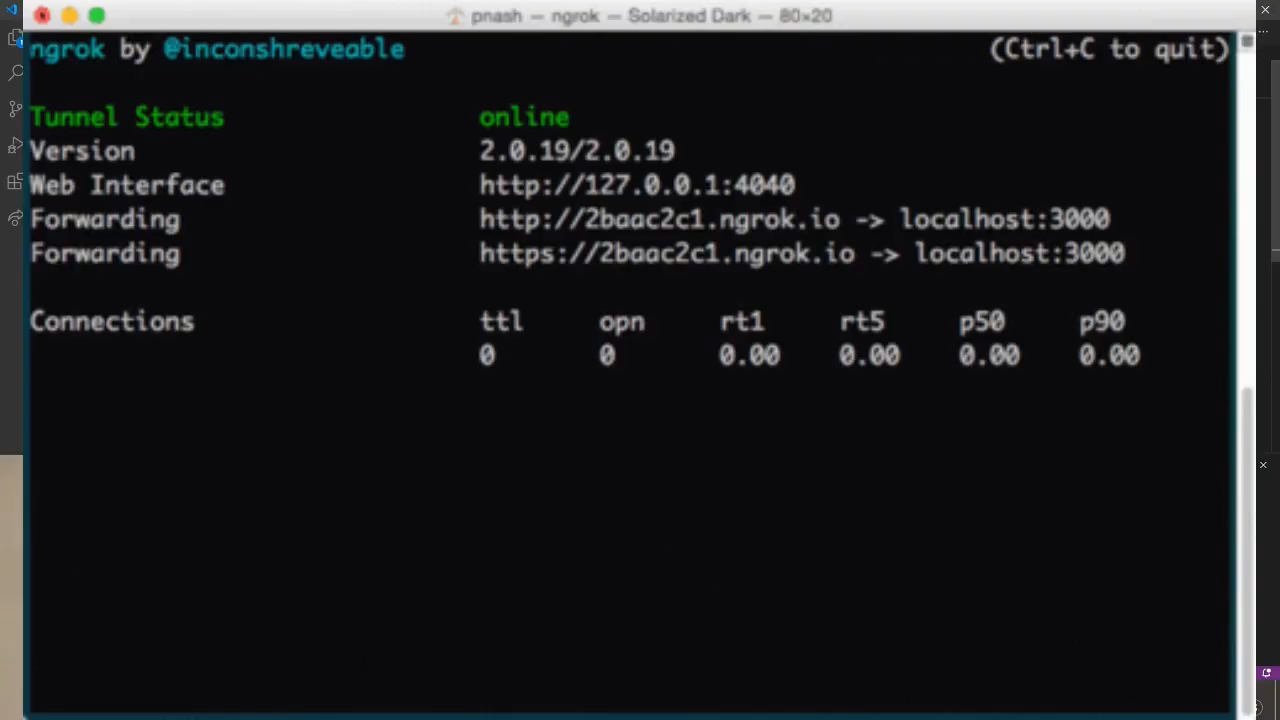 pnash — ngrok — Solarized Dark — 80×20
ngrok by @inconshreveable (Ctrl+C to quit)
Tunnel Status online
Version 2.0.19/2.0.19
Web Interface http://127.0.0.1:4040
Forwarding http://2baac2c1.ngrok.io -> localhost:3000
Forwarding https://2baac2c1.ngrok.io -> localhost:3000
Connections ttl opn rt1 rt5 p50 p90
0 0 0.00 0.00 0.00 0.00